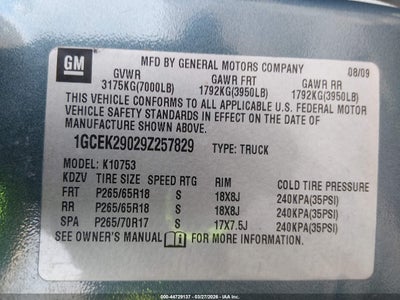 GM
MFD BY GENERAL MOTORS COMPANY
08/09
GVWR GAWR FRT GAWR RR
3175KG(7000LB) 1792KG(3950LB) 1792KG(3950LB)
THIS VEHICLE CONFORMS TO ALL APPLICABLE U.S. FEDERAL MOTOR
VEHICLE SAFETY STANDARDS IN EFFECT ON THE DATE OF
MANUFACTURE SHOWN ABOVE.
1GCEK29029Z257829 TYPE: TRUCK
MODEL: K10753
KDZV TIRE SIZE SPEED RTG RIM COLD TIRE PRESSURE
FRT P265/65R18 S 18X8J 240KPA(35PSI)
RR P265/65R18 S 18X8J 240KPA(35PSI)
SPA P265/70R17 S 17X7.5J 240KPA(35PSI)
SEE OWNER'S MANUAL FOR MORE INFORMATION.
000-44729137 - 03/27/2026 - 000